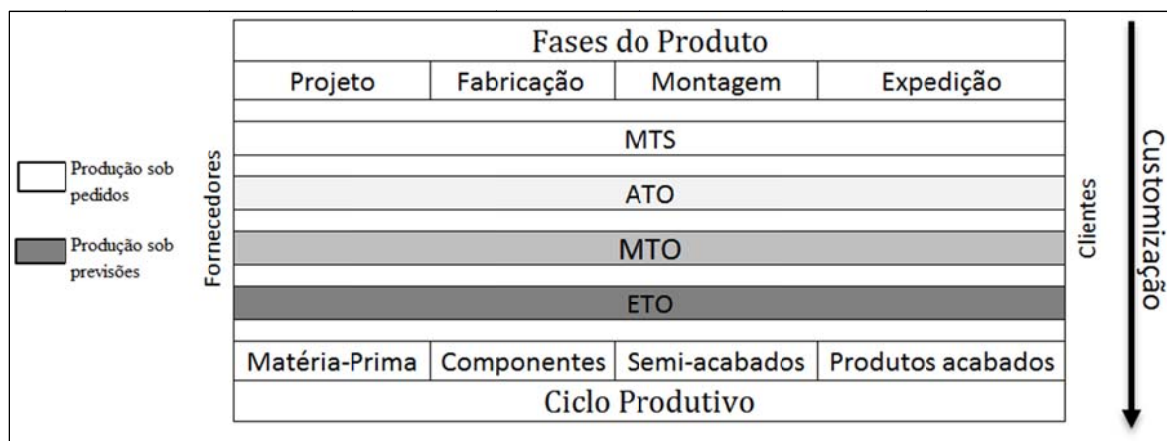 Fases do Produto
Projeto Fabricação Montagem Expedição
MTS
ATO
MTO
ETO
Matéria-Prima Componentes Semi-acabados Produtos acabados
Ciclo Produtivo
Produção sob
pedidos
Produção sob
previsões
Fornecedores
Clientes
Customização